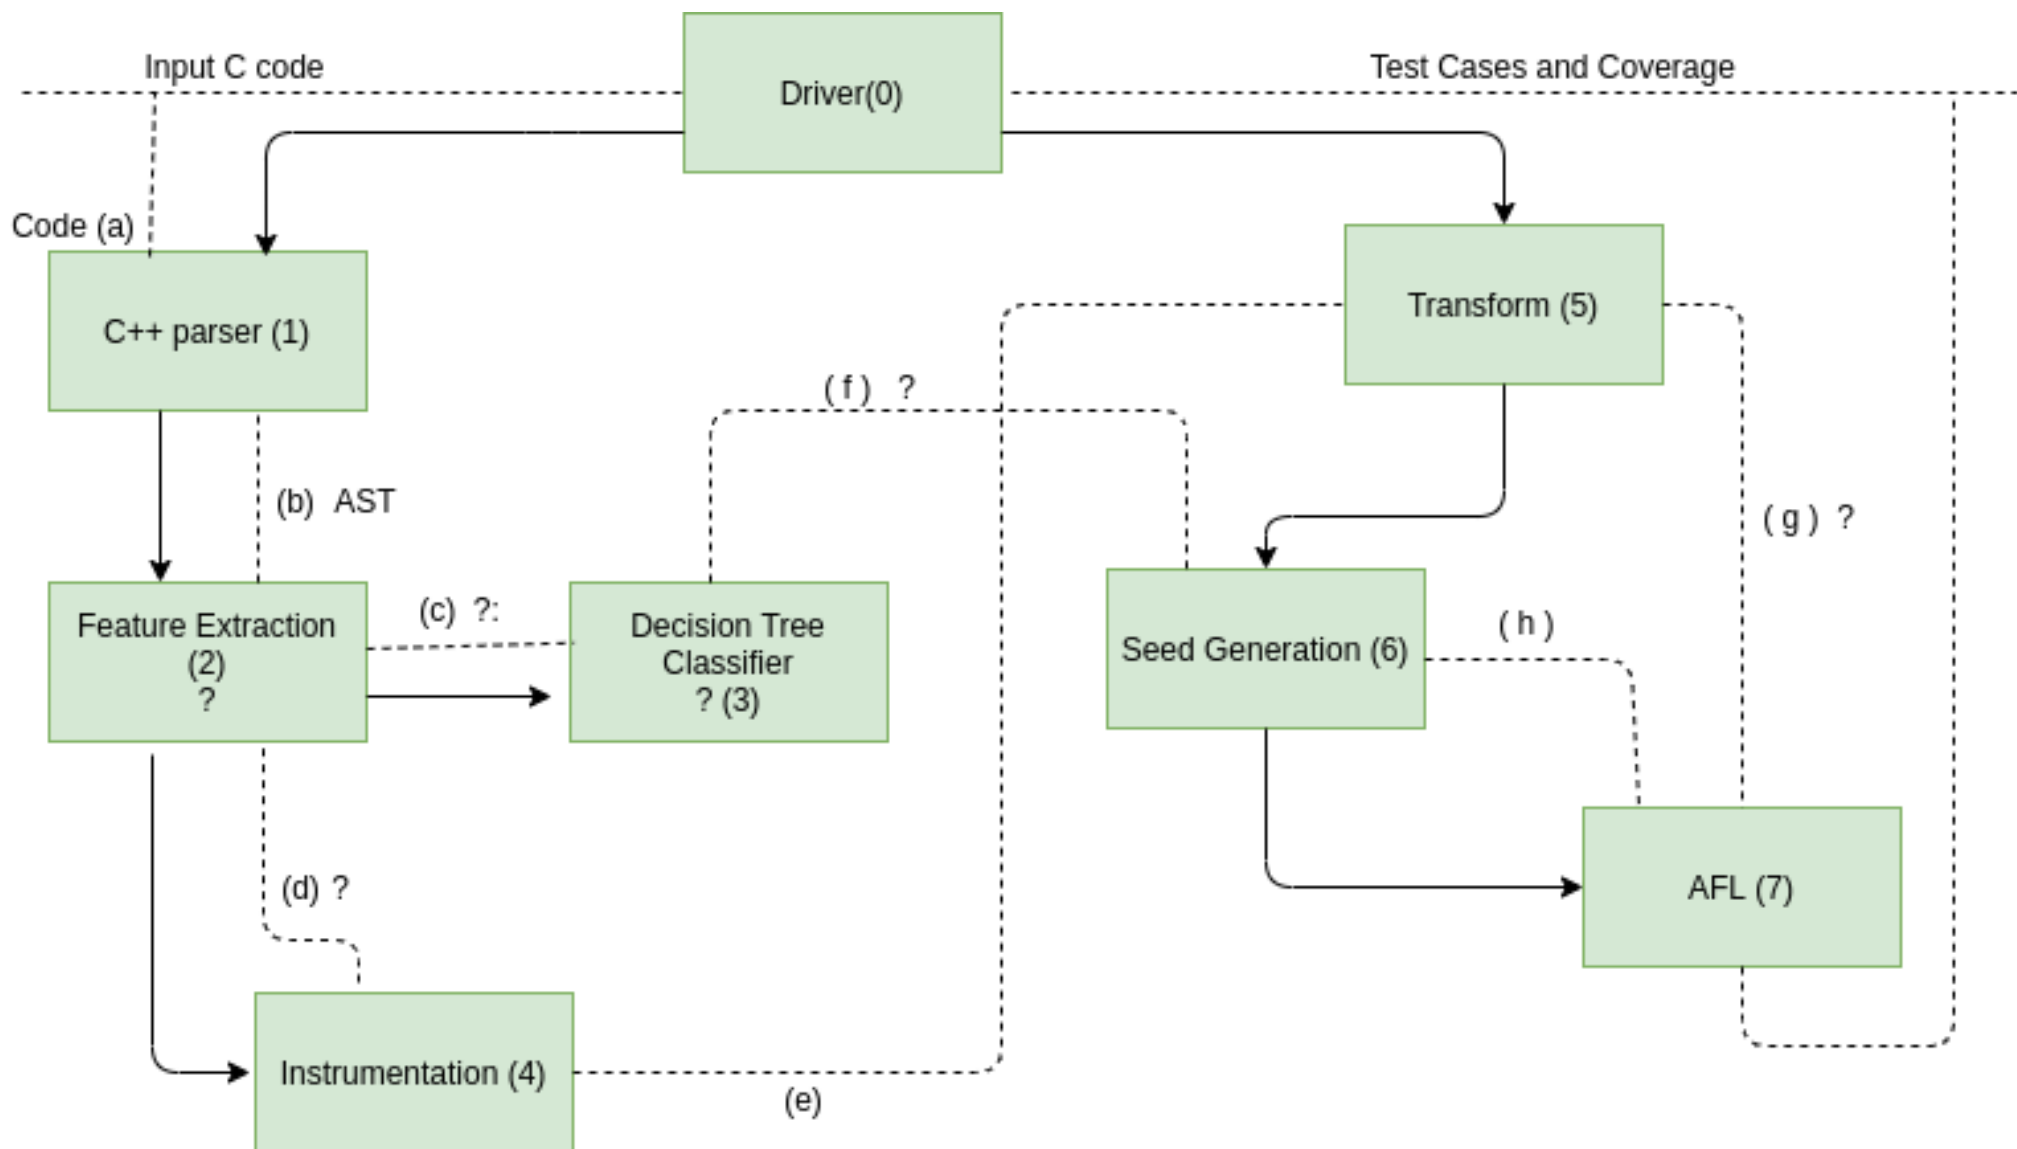 Input C code
Driver(0)
Test Cases and Coverage
Code (a)
C++ parser (1)
Transform (5)
( f ) ?
(b) AST
( g ) ?
Feature Extraction
(2)
?
(c) ?:
Decision Tree
Classifier
? (3)
Seed Generation (6)
( h )
(d) ?
AFL (7)
Instrumentation (4)
(e)